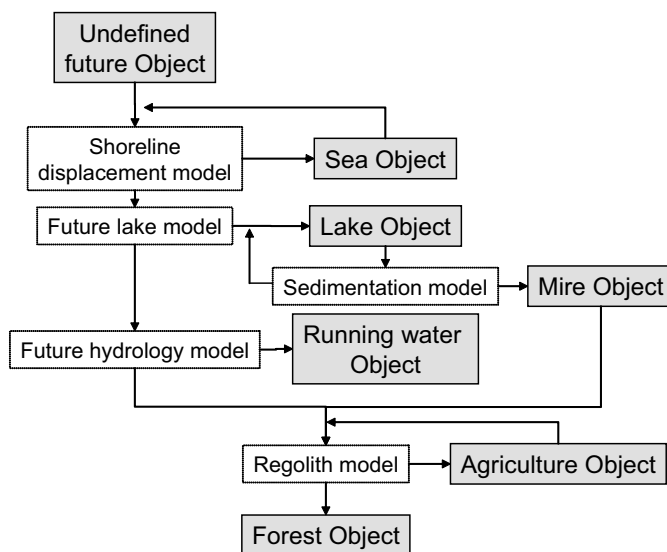 Undefined
future Object
Shoreline
displacement model
Sea Object
Future lake model
Lake Object
Sedimentation model
Mire Object
Future hydrology model
Running water
Object
Regolith model
Agriculture Object
Forest Object